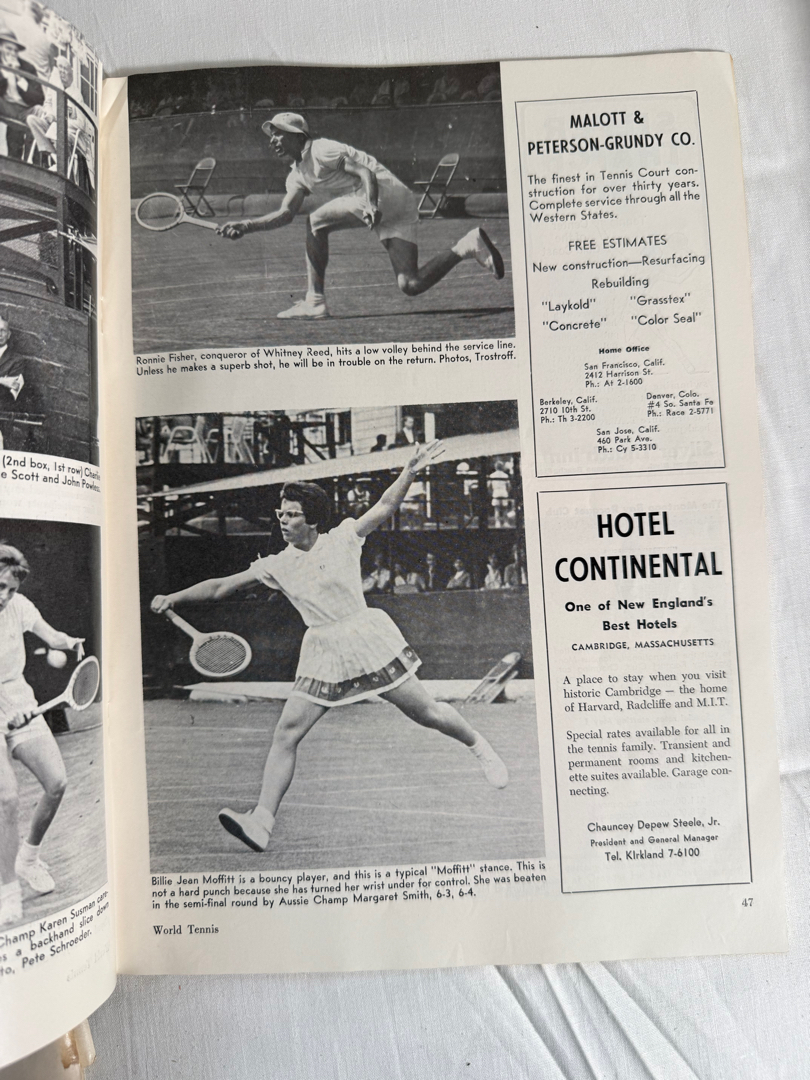 (2nd box, 1st row)
e Scott and John
Champ Karen Susman
s a backhand slice down
to, Pete Schroeder.
Ronnie Fisher, conqueror of Whitney Reed, hits a low volley behind the service line.
Unless he makes a superb shot, he will be in trouble on the return. Photos, Trostroff.
Billie Jean Moffitt is a bouncy player, and this is a typical "Moffitt" stance. This is
not a hard punch because she has turned her wrist under for control. She was beaten
in the semi-final round by Aussie Champ Margaret Smith, 6-3, 6-4.
World Tennis
MALOTT &
PETERSON-GRUNDY CO.
The finest in Tennis Court con-
struction for over thirty years.
Complete service through all the
Western States.
FREE ESTIMATES
New construction—Resurfacing
Rebuilding
"Laykold" "Grasstex"
"Concrete" "Color Seal"
Home Office
San Francisco, Calif.
2412 Harrison St.
Ph.: At 2-1600
Berkeley, Calif.
2710 10th St.
Ph.: Th 3-2200
Denver, Colo.
#4 So. Santa Fe
Ph.: Race 2-5771
San Jose, Calif.
460 Park Ave.
Ph.: Cy 5-3310
HOTEL
CONTINENTAL
One of New England's
Best Hotels
CAMBRIDGE, MASSACHUSETTS
A place to stay when you visit
historic Cambridge — the home
of Harvard, Radcliffe and M.I.T.
Special rates available for all in
the tennis family. Transient and
permanent rooms and kitchen-
ette suites available. Garage con-
necting.
Chauncey Depew Steele, Jr.
President and General Manager
Tel. KIrkland 7-6100
47